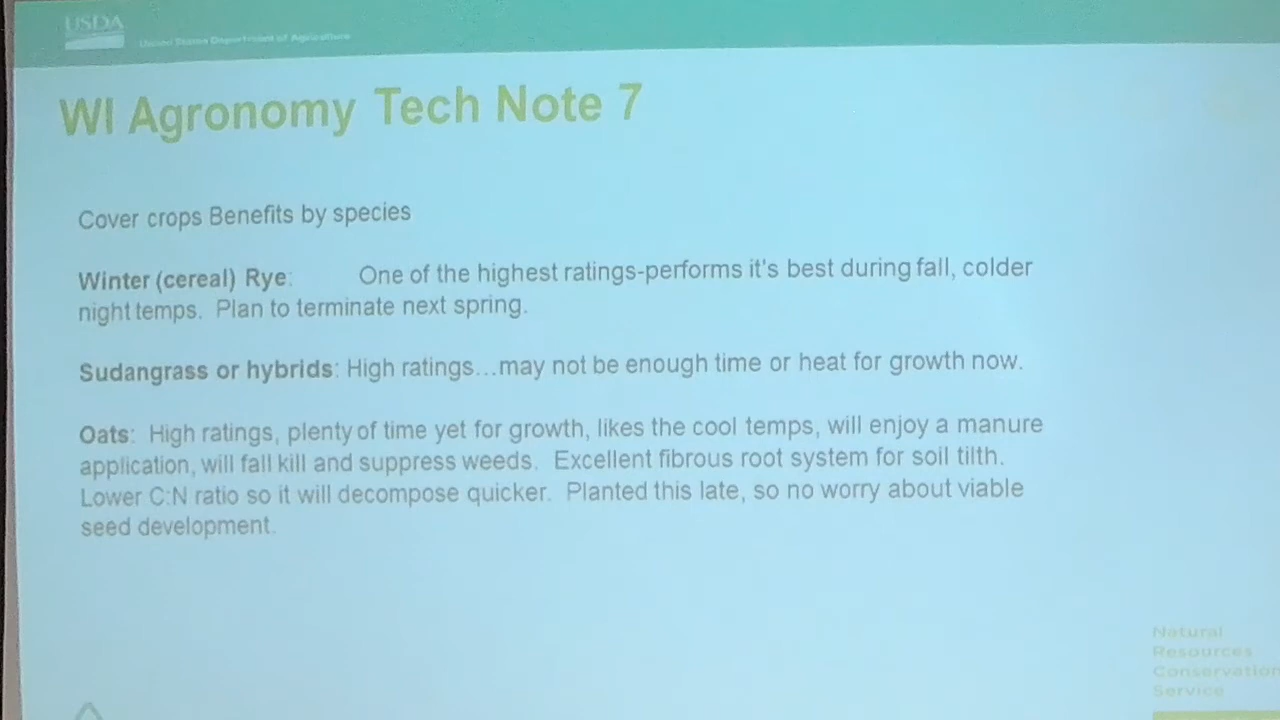 USDA
United States Department of Agriculture
WI Agronomy Tech Note 7
Cover crops Benefits by species
Winter (cereal) Rye: One of the highest ratings-performs it's best during fall, colder
night temps. Plan to terminate next spring.
Sudangrass or hybrids: High ratings...may not be enough time or heat for growth now.
Oats: High ratings, plenty of time yet for growth, likes the cool temps, will enjoy a manure
application, will fall kill and suppress weeds. Excellent fibrous root system for soil tilth.
Lower C:N ratio so it will decompose quicker. Planted this late, so no worry about viable
seed development.
Natural
Resources
Conservation
Service